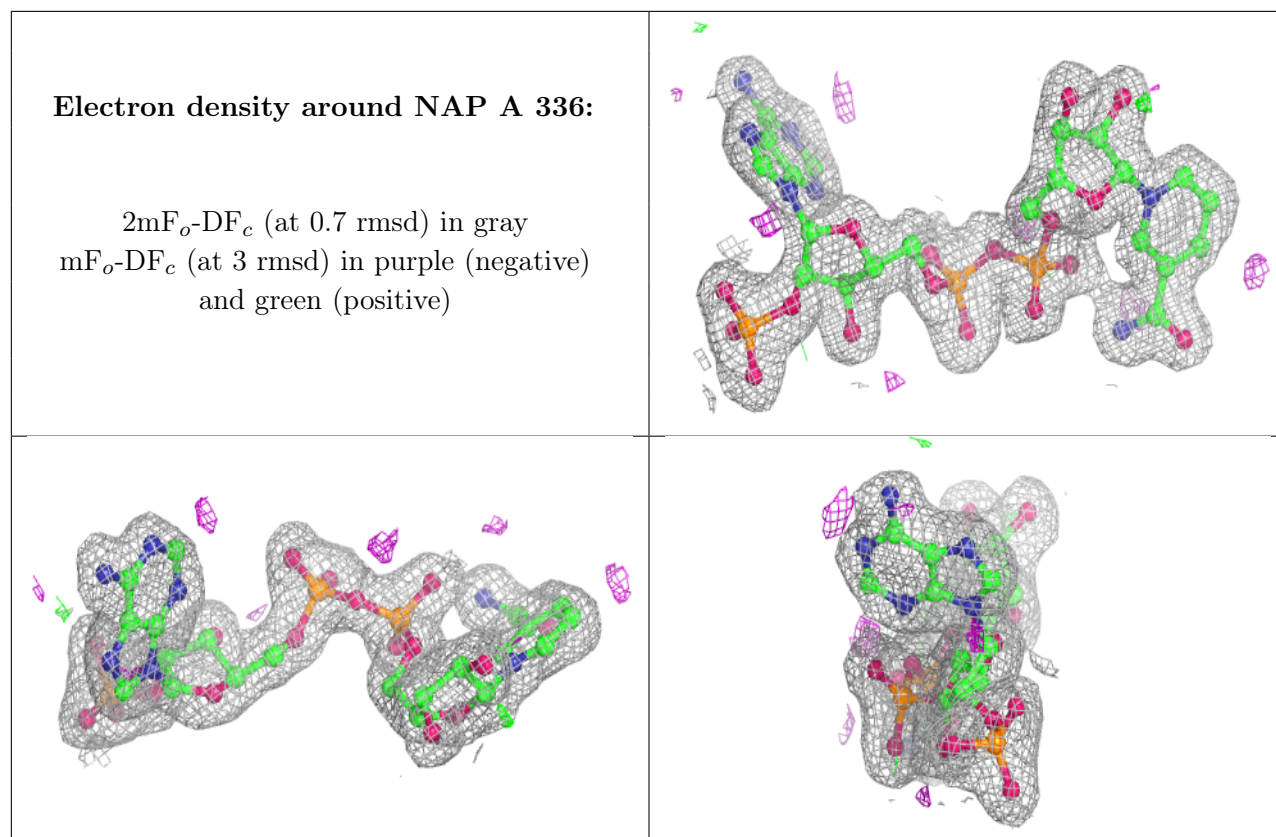 Electron density around NAP A 336:
2mFₒ-DF𝒸 (at 0.7 rmsd) in gray
mFₒ-DF𝒸 (at 3 rmsd) in purple (negative)
and green (positive)